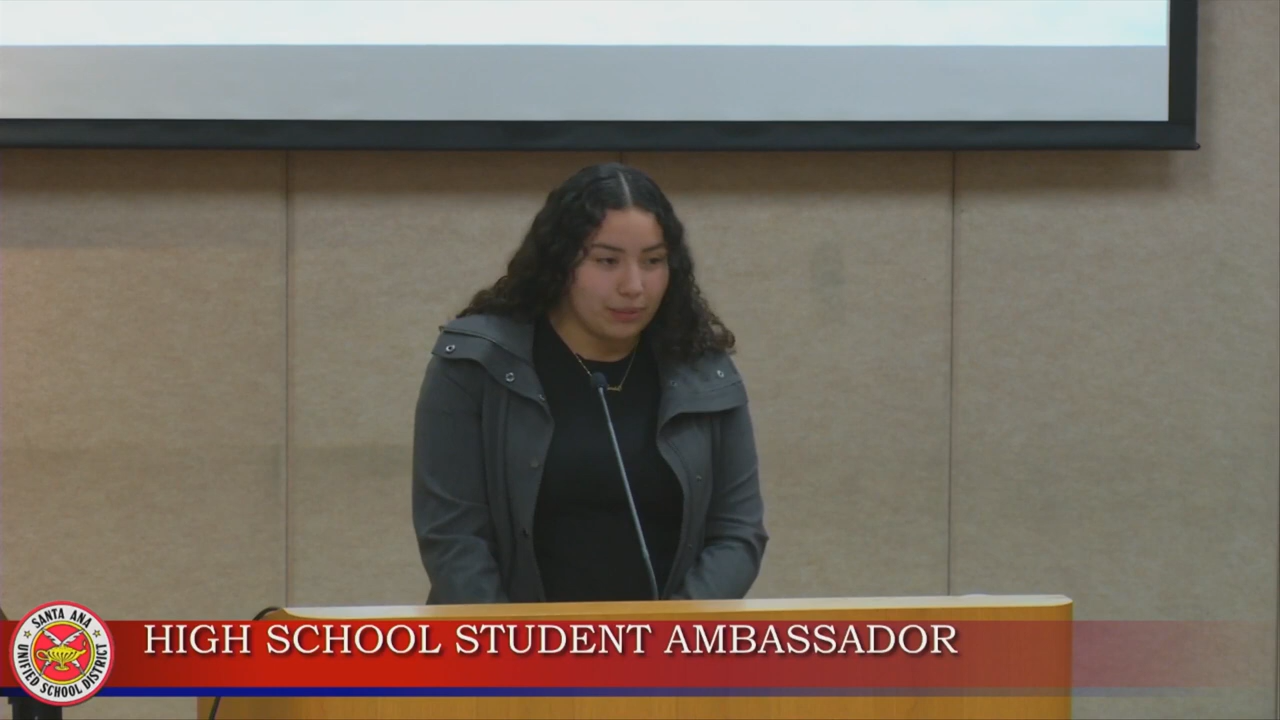 HIGH SCHOOL STUDENT AMBASSADOR
SANTA ANA
UNIFIED SCHOOL DISTRICT